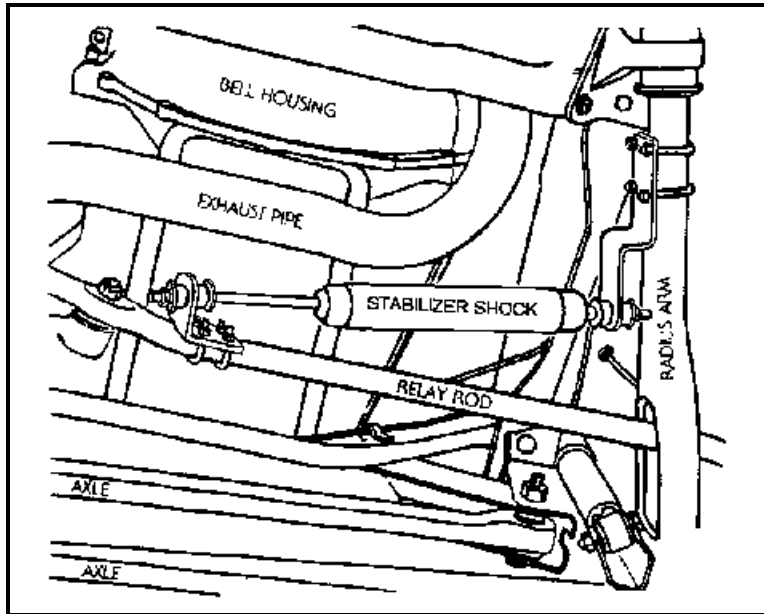 BELL HOUSING
EXHAUST PIPE
STABILIZER SHOCK
RADIUS ARM
RELAY ROD
AXLE
AXLE